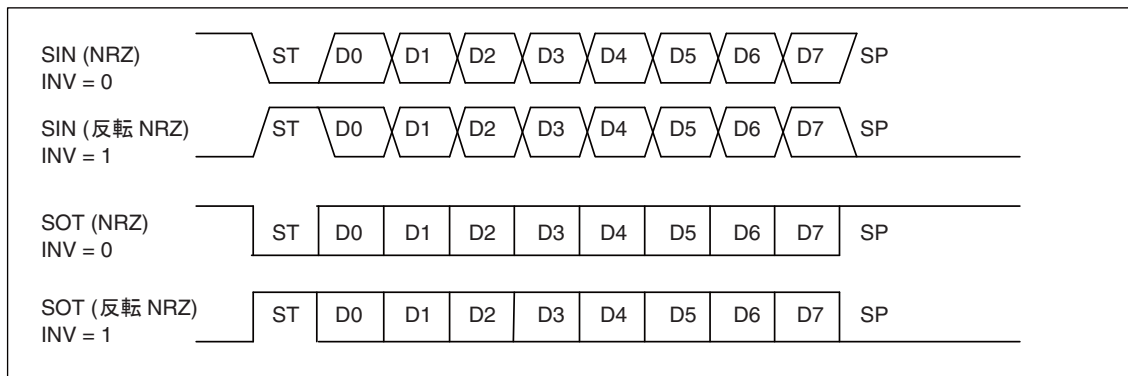 SIN (NRZ)
INV = 0
ST D0 D1 D2 D3 D4 D5 D6 D7 SP
SIN (反転 NRZ)
INV = 1
ST D0 D1 D2 D3 D4 D5 D6 D7 SP
SOT (NRZ)
INV = 0
ST D0 D1 D2 D3 D4 D5 D6 D7 SP
SOT (反転 NRZ)
INV = 1
ST D0 D1 D2 D3 D4 D5 D6 D7 SP